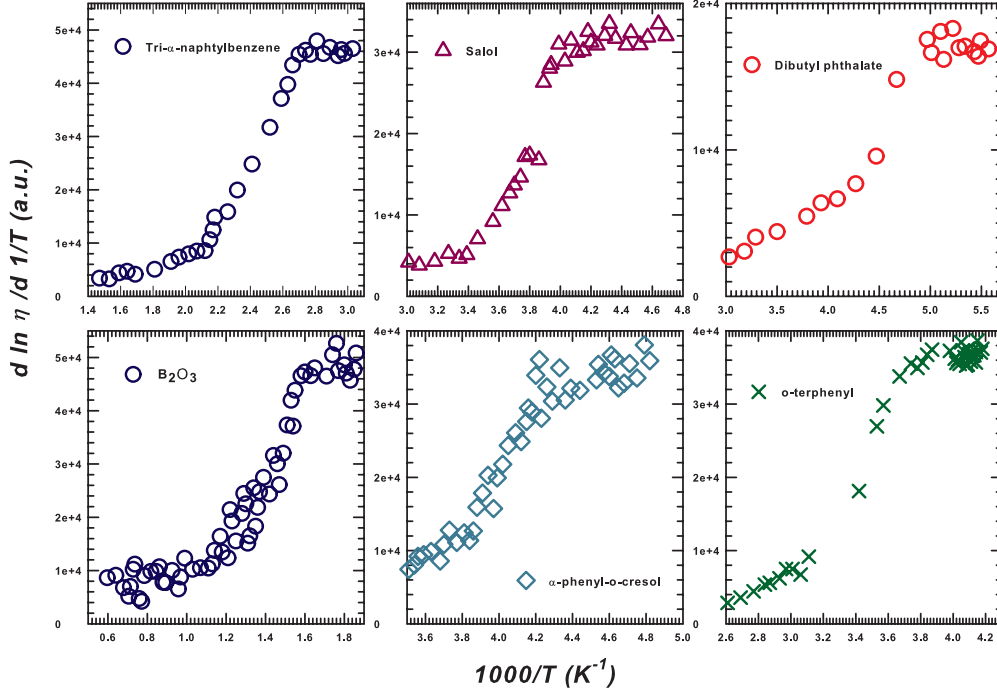 d ln η /d 1/T (a.u.)
Tri-α-naphtylbenzene
5e+4
4e+4
3e+4
2e+4
1e+4
0
1.4 1.6 1.8 2.0 2.2 2.4 2.6 2.8 3.0
Salol
3e+4
2e+4
1e+4
0
3.0 3.2 3.4 3.6 3.8 4.0 4.2 4.4 4.6 4.8
Dibutyl phthalate
2e+4
1e+4
0
3.0 3.5 4.0 4.5 5.0 5.5
B₂O₃
5e+4
4e+4
3e+4
2e+4
1e+4
0
0.6 0.8 1.0 1.2 1.4 1.6 1.8
4e+4
3e+4
2e+4
1e+4
0
α-phenyl-o-cresol
3.6 3.8 4.0 4.2 4.4 4.6 4.8 5.0
4e+4
o-terphenyl
3e+4
2e+4
1e+4
0
2.6 2.8 3.0 3.2 3.4 3.6 3.8 4.0 4.2
1000/T (K⁻¹)